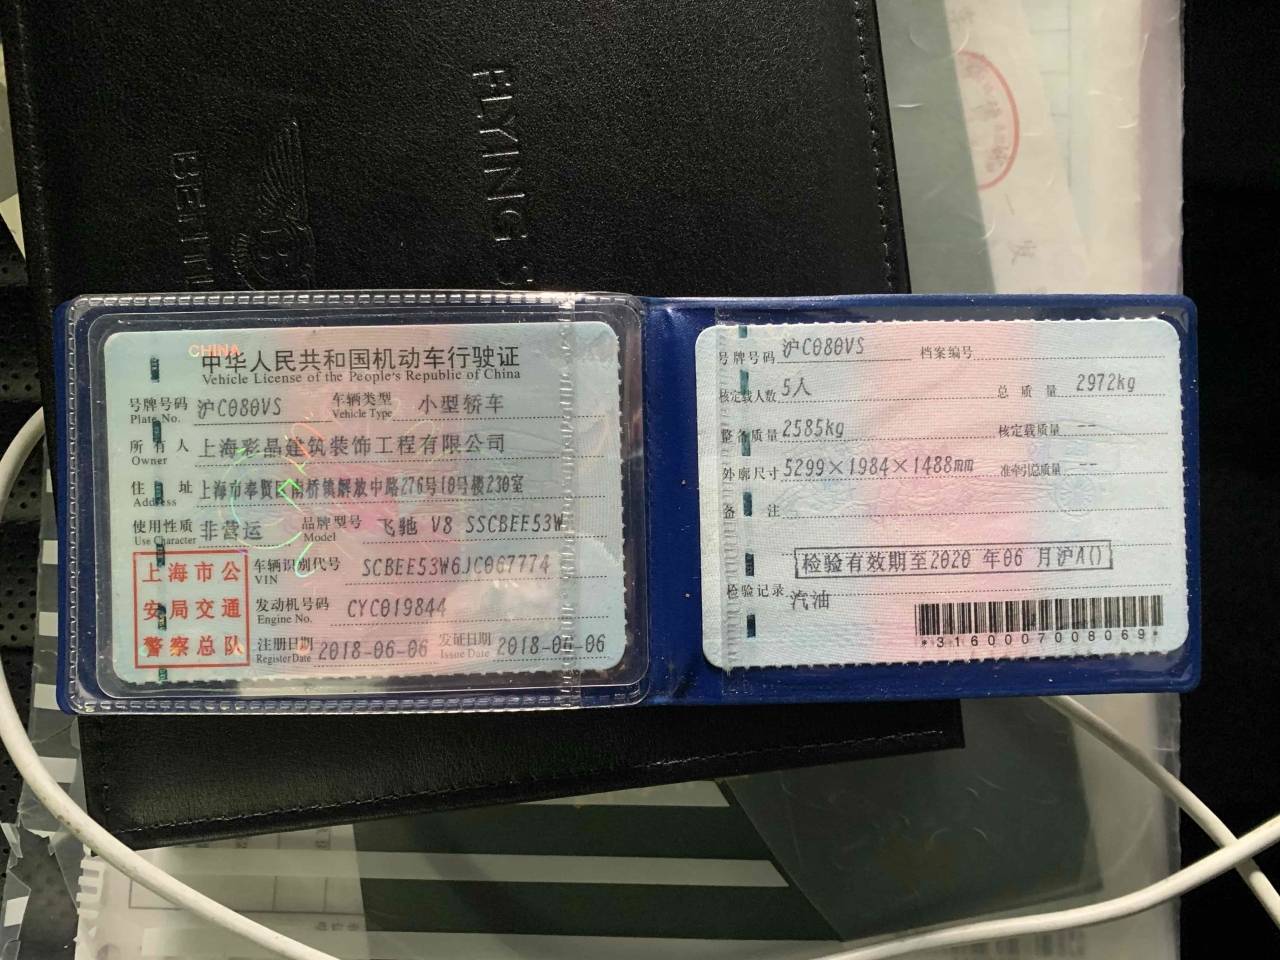 FLYING S
BENTL
CHINA
中华人民共和国机动车行驶证
Vehicle License of the People's Republic of China
号牌号码 沪C080VS 车辆类型 小型轿车
Plate No. Vehicle Type
所有人 上海彩晶建筑装饰工程有限公司
Owner
住址 上海市奉贤区南桥镇解放中路276号10号楼230室
Address
使用性质 非营运 品牌型号 飞驰 V8 SSCBEE53W
Use Character Model
上海市公
安局交通
警察总队
车辆识别代号 SCBEE53W6JC067774
VIN
发动机号码 CYC019844
Engine No.
注册日期 2018-06-06 发证日期 2018-06-06
Register Date Issue Date
号牌号码 沪C080VS 档案编号
核定载人数 5人 总质量 2972kg
整备质量 2585kg 核定载质量 --
外廓尺寸 5299×1984×1488mm 准牵引总质量 --
备注
检验有效期至2020 年06 月沪A()
检验记录 汽油
*3160007008069*